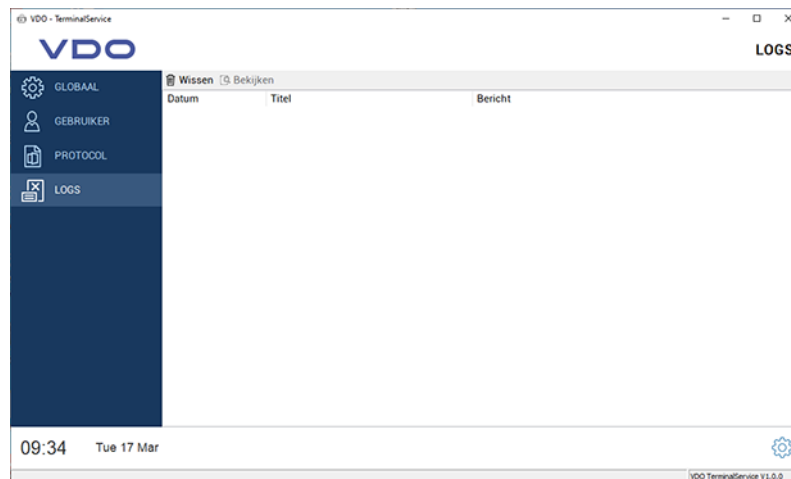 VDO - TerminalService
VDO
LOGS
GLOBAAL
GEBRUIKER
PROTOCOL
LOGS
Wissen Bekijken
Datum Titel Bericht
09:34 Tue 17 Mar
VDO TerminalService V1.0.0